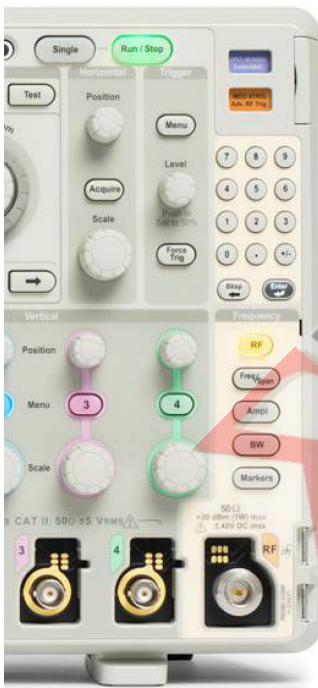 Single
Run / Stop
Horizontal
Trigger
Test
Position
Menu
Level
Acquire
Push to
Set to 50%
Scale
Force
Trig
7
8
9
4
5
6
1
2
3
0
.
+/-
Bksp
Enter
Vertical
Frequency
Position
RF
Freq/
Span
Menu
3
4
Ampl
BW
Scale
Markers
CAT II, 50Ω ±5 VRMS
50 Ω
+30 dBm (1W) max
±40V DC max
3
4
RF